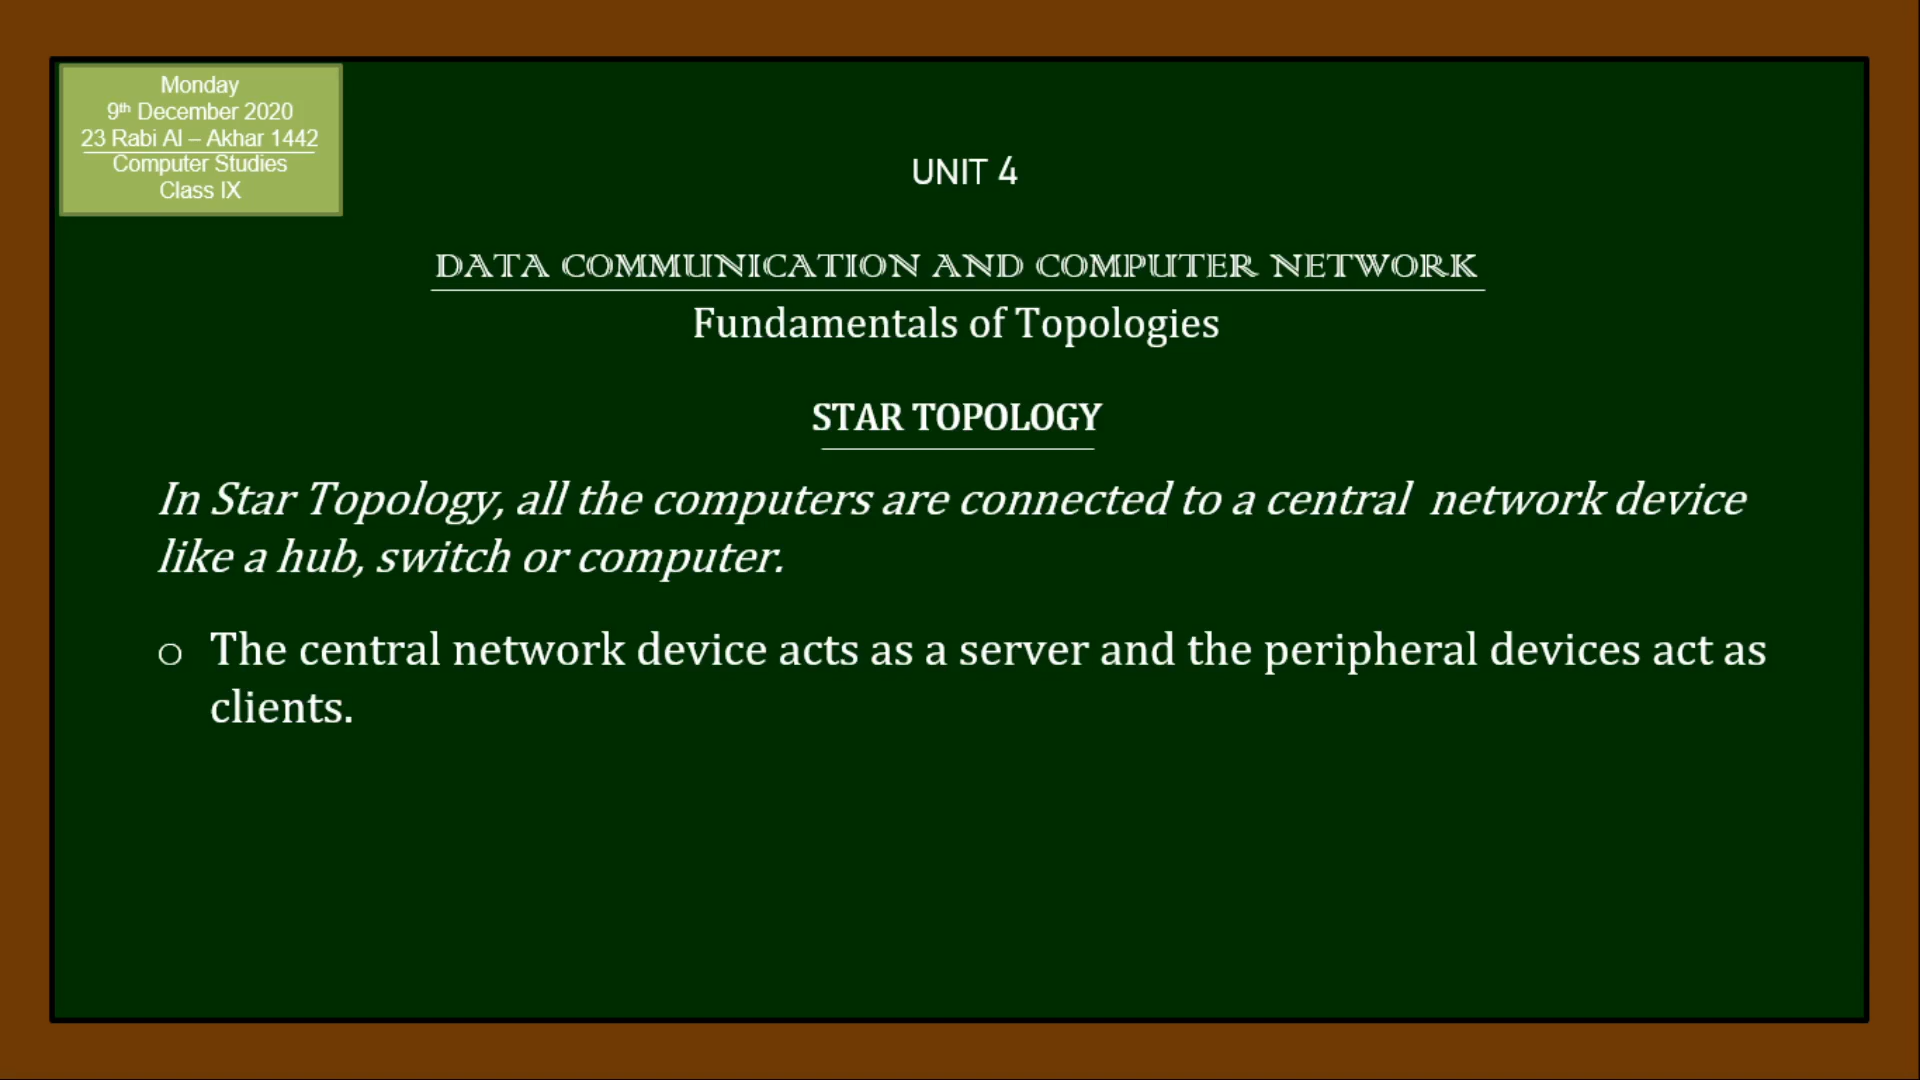 Monday
9th December 2020
23 Rabi Al – Akhar 1442
Computer Studies
Class IX
UNIT 4
DATA COMMUNICATION AND COMPUTER NETWORK
Fundamentals of Topologies
STAR TOPOLOGY
In Star Topology, all the computers are connected to a central network device
like a hub, switch or computer.
o The central network device acts as a server and the peripheral devices act as
clients.